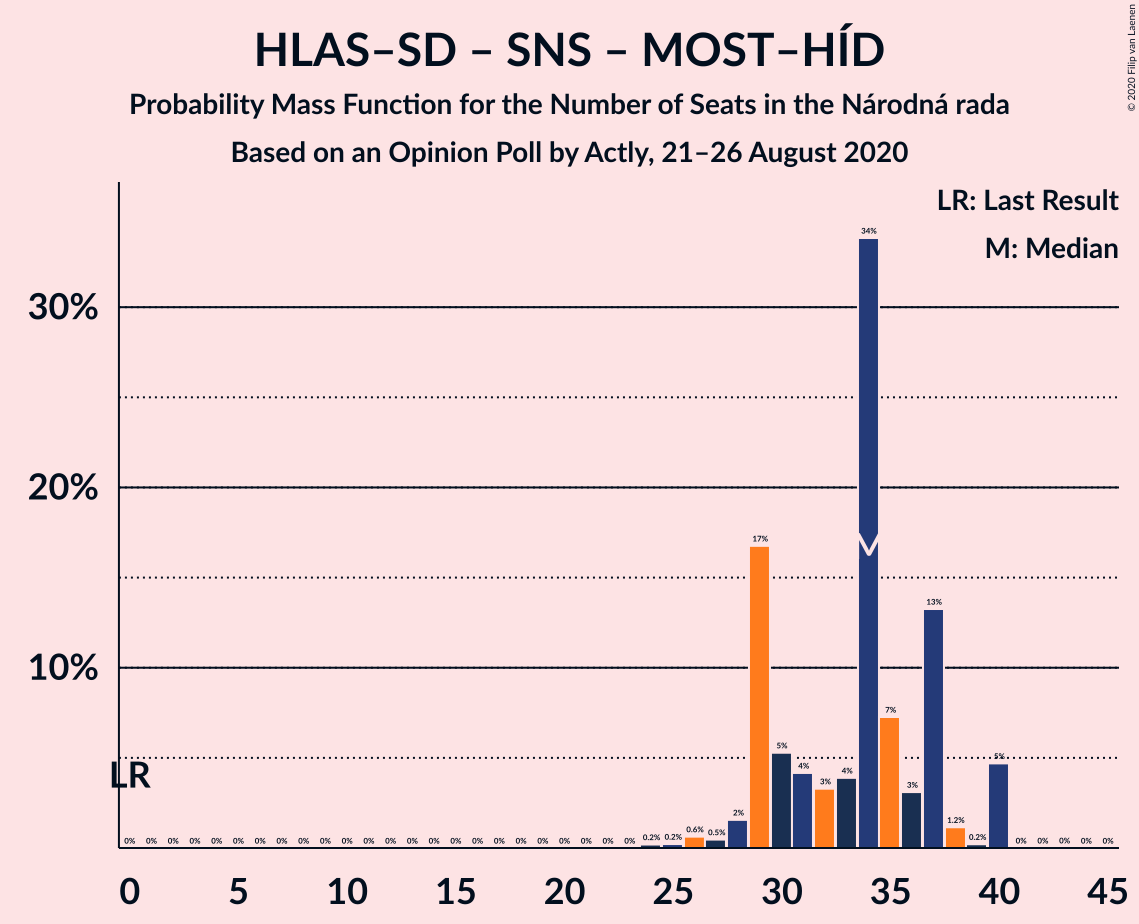 HLAS–SD – SNS – MOST–HÍD
Probability Mass Function for the Number of Seats in the Národná rada
Based on an Opinion Poll by Actly, 21–26 August 2020
© 2020 Filip van Laenen
LR: Last Result
M: Median
30%
20%
10%
LR
0% 0% 0% 0% 0% 0% 0% 0% 0% 0% 0% 0% 0% 0% 0% 0% 0% 0% 0% 0% 0% 0% 0% 0% 0.2% 0.2% 0.6% 0.5% 2% 17% 5% 4% 3% 4% 34% 7% 3% 13% 1.2% 0.2% 5% 0% 0% 0% 0% 0%
0 5 10 15 20 25 30 35 40 45